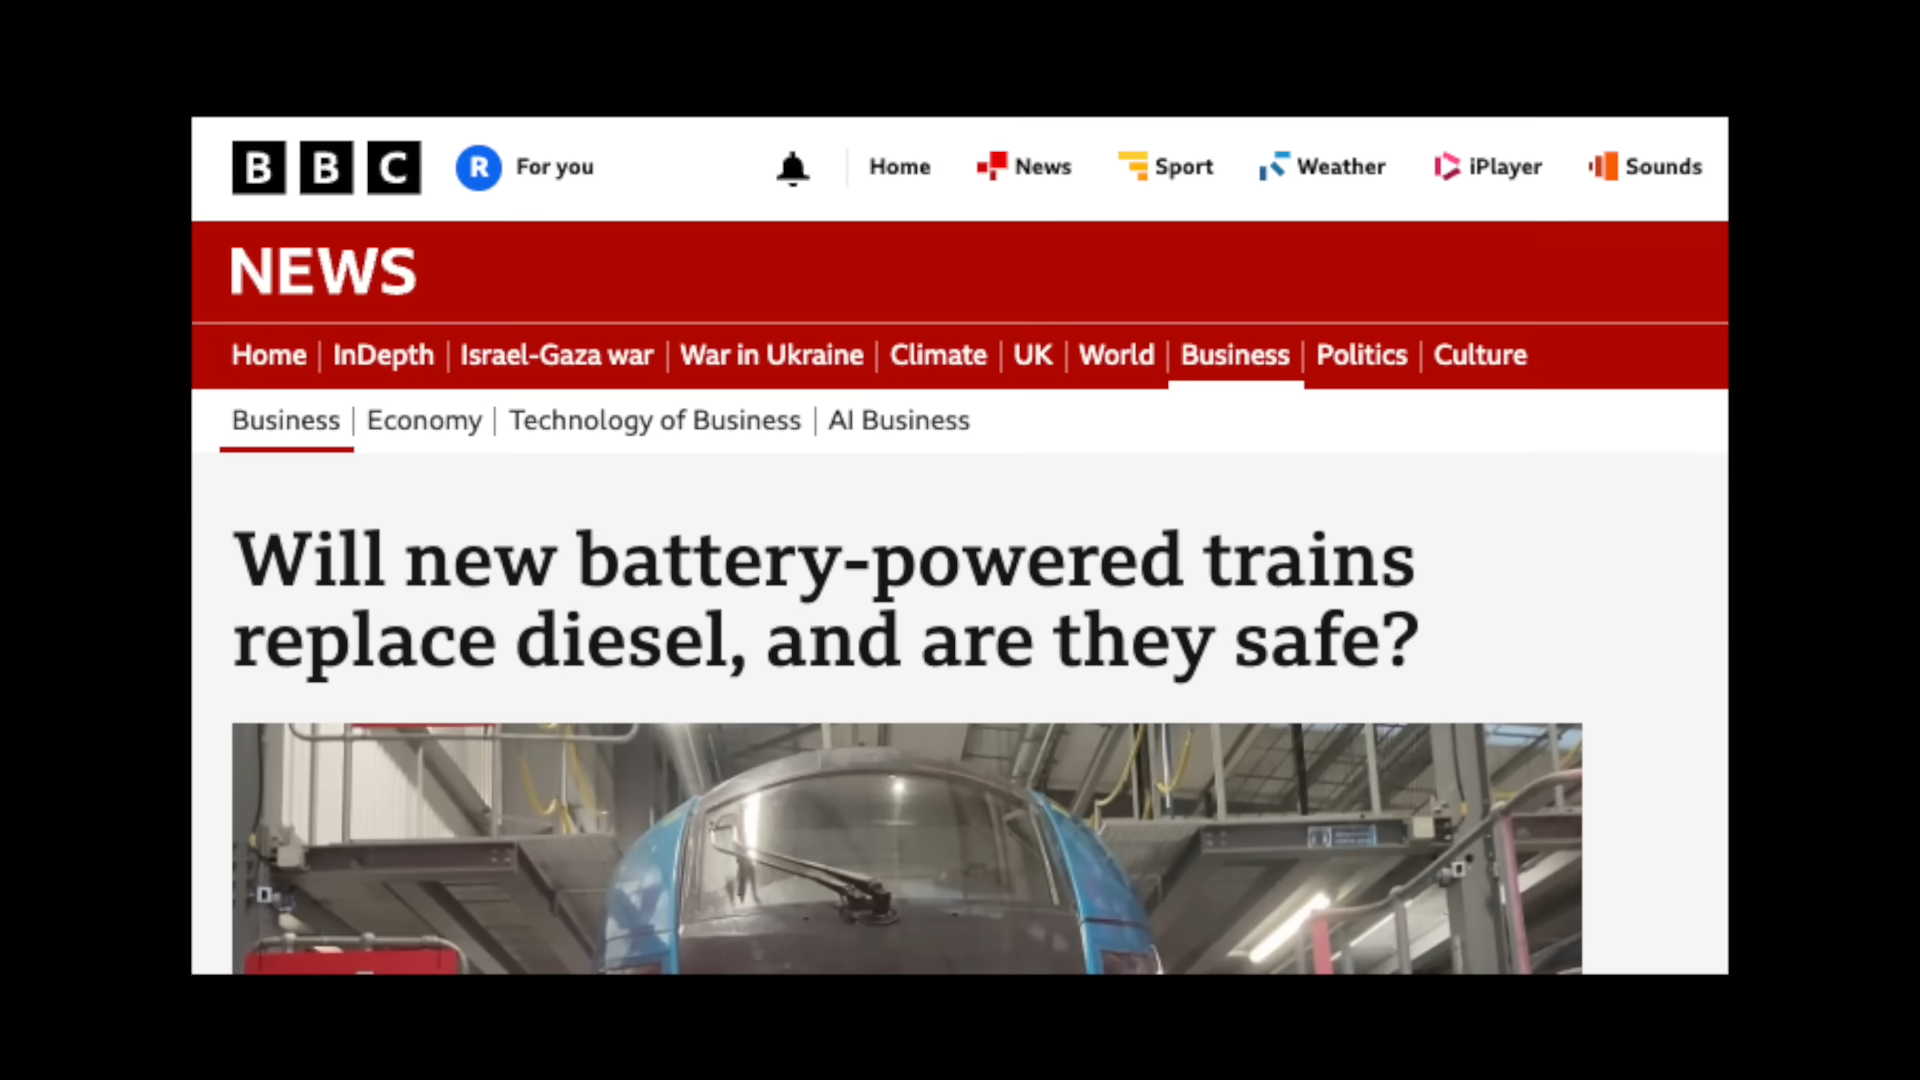 BBC R For you Home News Sport Weather iPlayer Sounds
NEWS
Home InDepth Israel-Gaza war War in Ukraine Climate UK World Business Politics Culture
Business Economy Technology of Business AI Business
Will new battery-powered trains
replace diesel, and are they safe?